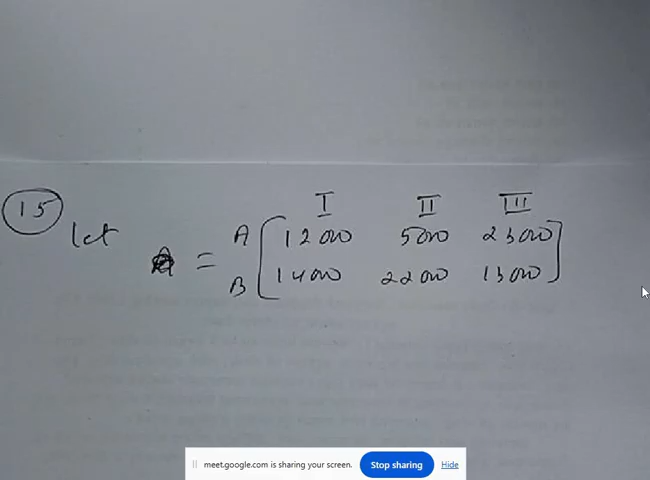 15
I II III
let = A [ 12000 5000 23000 ]
B 14000 22000 13000
meet.google.com is sharing your screen. Stop sharing Hide